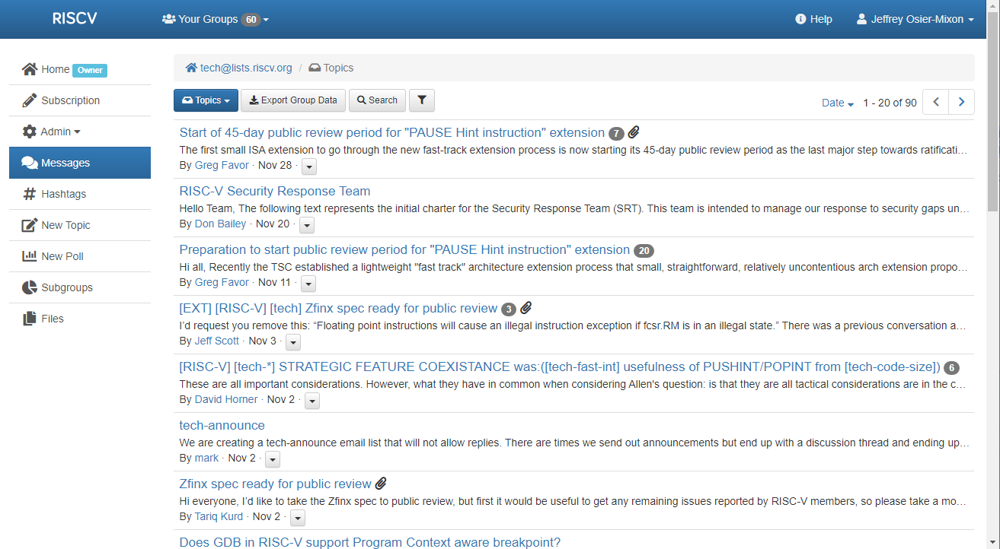 RISCV
Your Groups 60
Help
Jeffrey Osier-Mixon
Home Owner
Subscription
Admin
Messages
Hashtags
New Topic
New Poll
Subgroups
Files
tech@lists.riscv.org / Topics
Topics Export Group Data Search
Date 1 - 20 of 90
Start of 45-day public review period for "PAUSE Hint instruction" extension 7
The first small ISA extension to go through the new fast-track extension process is now starting its 45-day public review period as the last major step towards ratificati…
By Greg Favor · Nov 28 ·
RISC-V Security Response Team
Hello Team, The following text represents the initial charter for the Security Response Team (SRT). This team is intended to manage our response to security gaps un…
By Don Bailey · Nov 20 ·
Preparation to start public review period for "PAUSE Hint instruction" extension 20
Hi all, Recently the TSC established a lightweight "fast track" architecture extension process that small, straightforward, relatively uncontentious arch extension propo…
By Greg Favor · Nov 11 ·
[EXT] [RISC-V] [tech] Zfinx spec ready for public review 3
I’d request you remove this: “Floating point instructions will cause an illegal instruction exception if fcsr.RM is in an illegal state.” There was a previous conversation a…
By Jeff Scott · Nov 3 ·
[RISC-V] [tech-*] STRATEGIC FEATURE COEXISTANCE was:([tech-fast-int] usefulness of PUSHINT/POPINT from [tech-code-size]) 6
These are all important considerations. However, what they have in common when considering Allen's question: is that they are all tactical considerations are in the c…
By David Horner · Nov 2 ·
tech-announce
We are creating a tech-announce email list that will not allow replies. There are times we send out announcements but end up with a discussion thread and ending up…
By mark · Nov 2 ·
Zfinx spec ready for public review
Hi everyone, I’d like to take the Zfinx spec to public review, but first it would be useful to get any remaining issues reported by RISC-V members, so please take a mo…
By Tariq Kurd · Nov 2 ·
Does GDB in RISC-V support Program Context aware breakpoint?